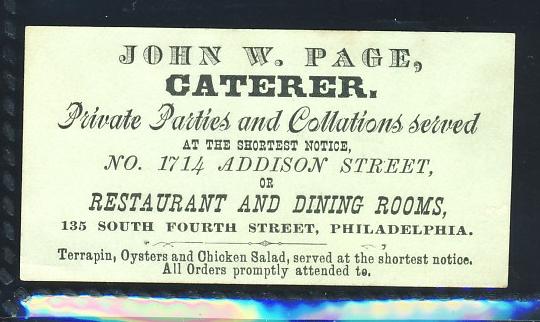 JOHN W. PAGE,
CATERER.
Private Parties and Collations served
AT THE SHORTEST NOTICE,
NO. 1714 ADDISON STREET,
OR
RESTAURANT AND DINING ROOMS,
135 SOUTH FOURTH STREET, PHILADELPHIA.
Terrapin, Oysters and Chicken Salad, served at the shortest notice.
All Orders promptly attended to.